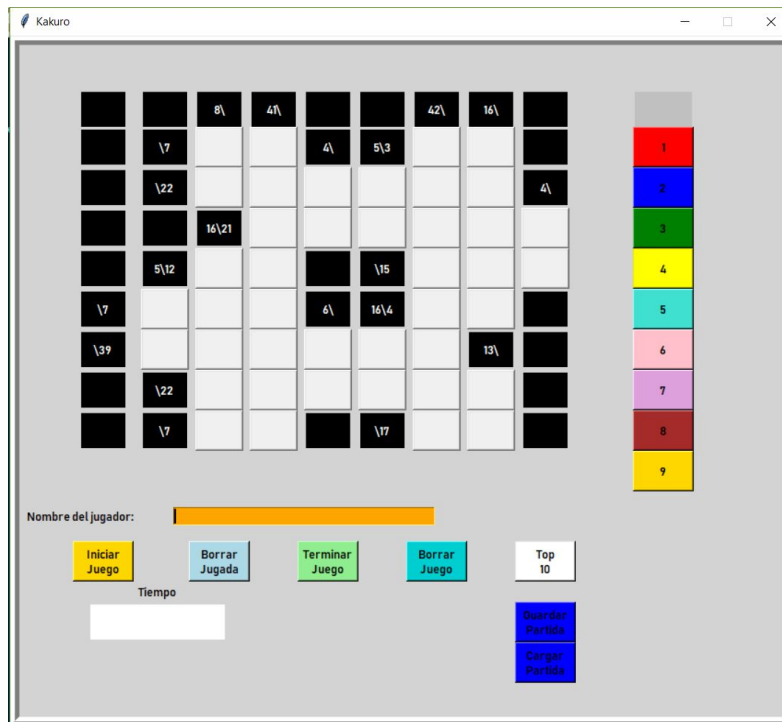 Kakuro
8\ 41\ 42\ 16\
\7 4\ 5\3 1
\22 4\ 2
16\21 3
5\12 \15 4
\7 6\ 16\4 5
\39 13\ 6
\22 7
\7 \17 8
9
Nombre del jugador:
Iniciar Borrar Terminar Borrar Top
Juego Jugada Juego Juego 10
Tiempo
Guardar
Partida
Cargar
Partida